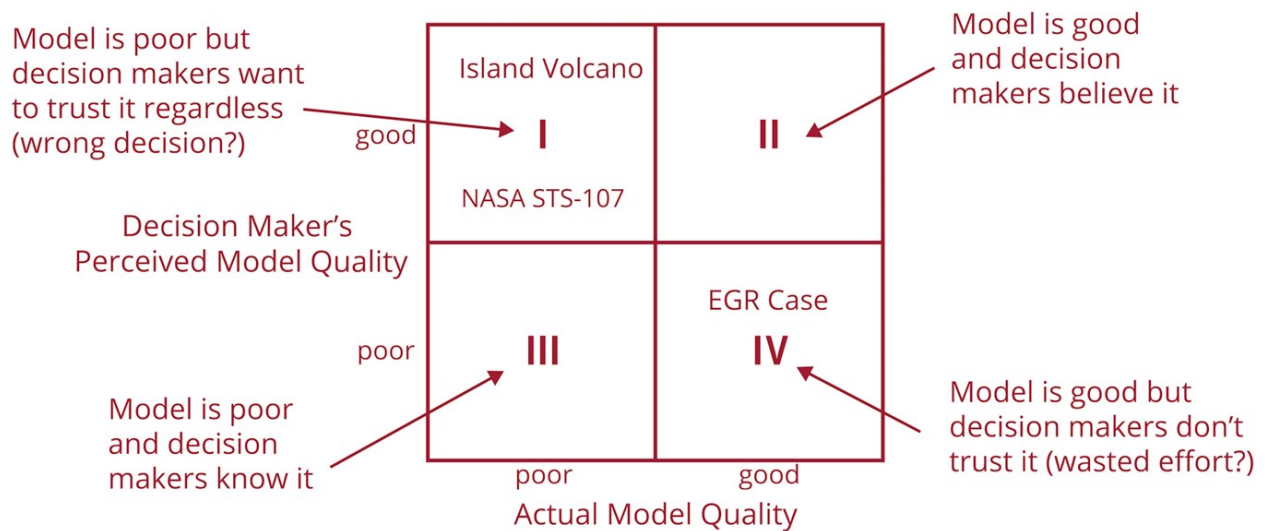 Model is poor but
decision makers want
to trust it regardless
(wrong decision?)
good
Island Volcano
I
NASA STS-107
II
Model is good
and decision
makers believe it
Decision Maker’s
Perceived Model Quality
poor
III
EGR Case
IV
Model is poor
and decision
makers know it
Model is good but
decision makers don’t
trust it (wasted effort?)
poor
good
Actual Model Quality